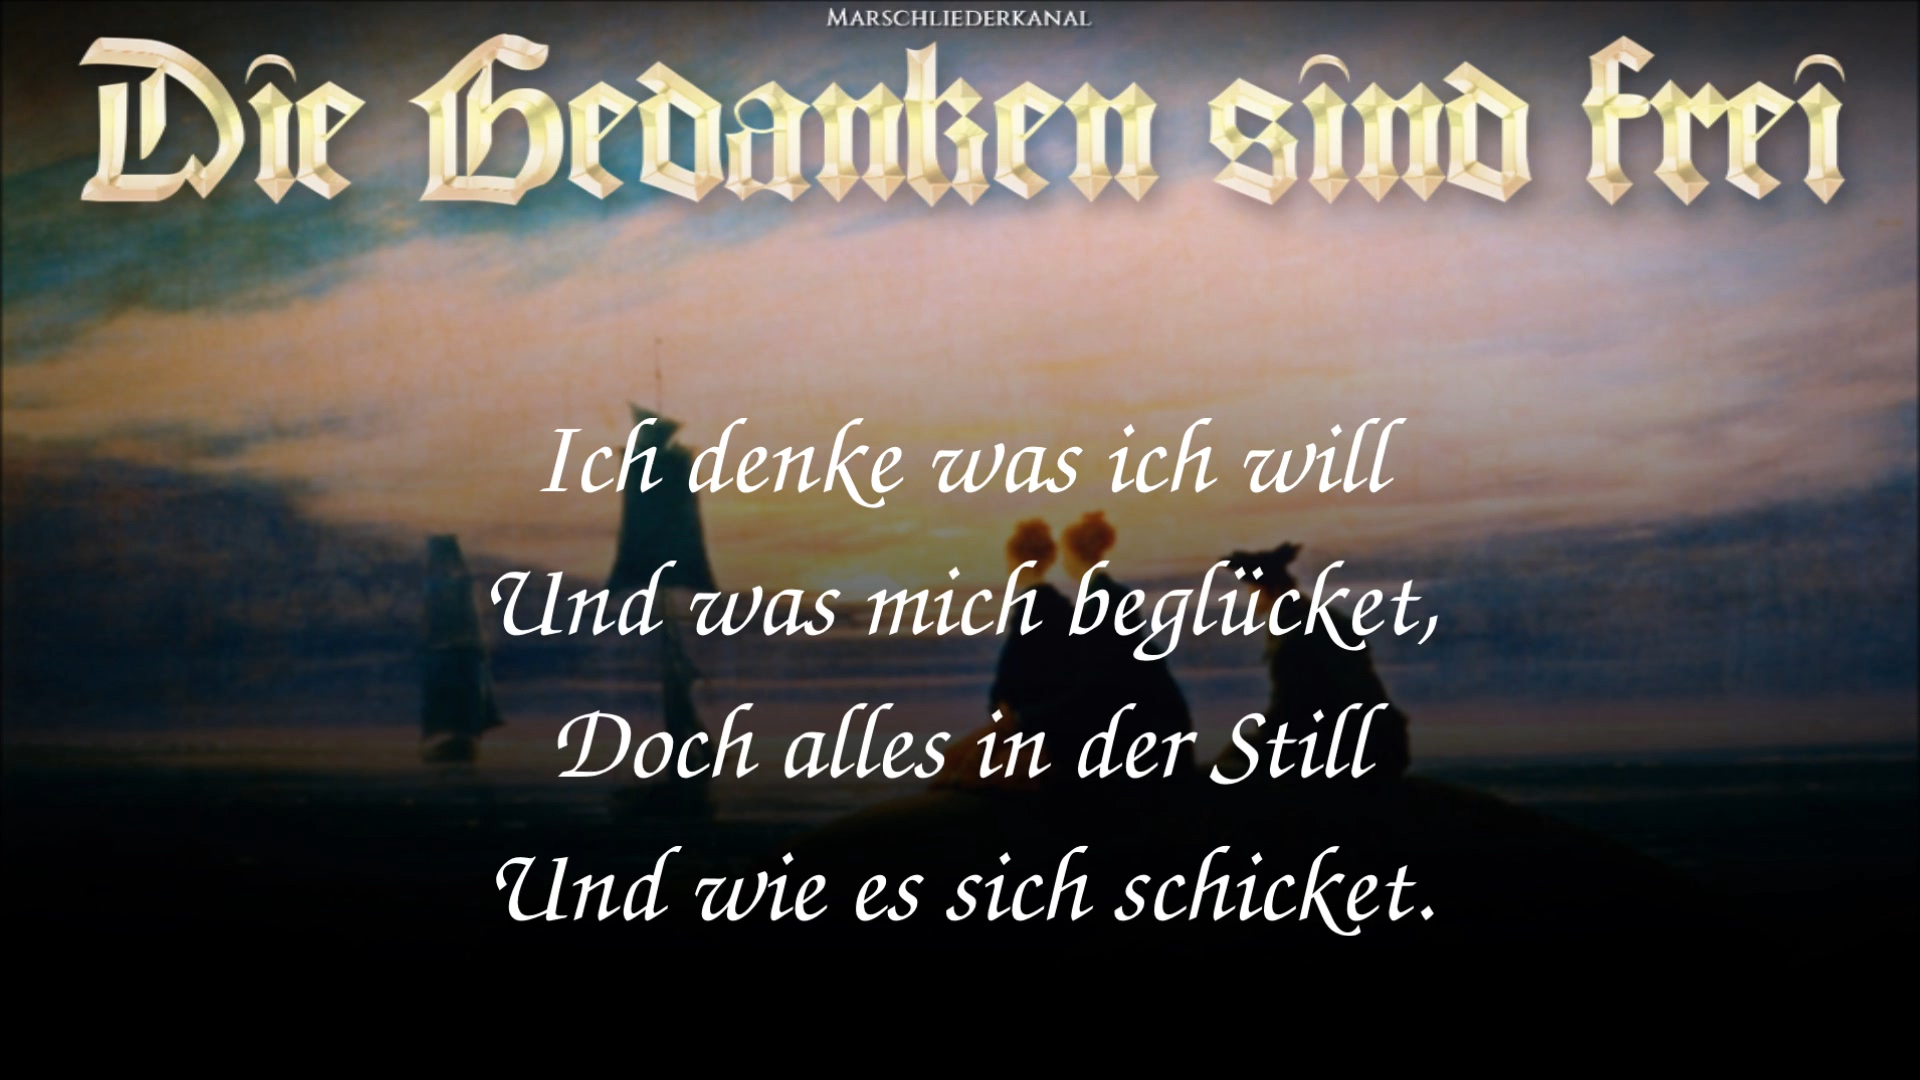 MARSCHLIEDERKANAL
Die Gedanken sind frei
Ich denke was ich will
Und was mich beglücket,
Doch alles in der Still
Und wie es sich schicket.